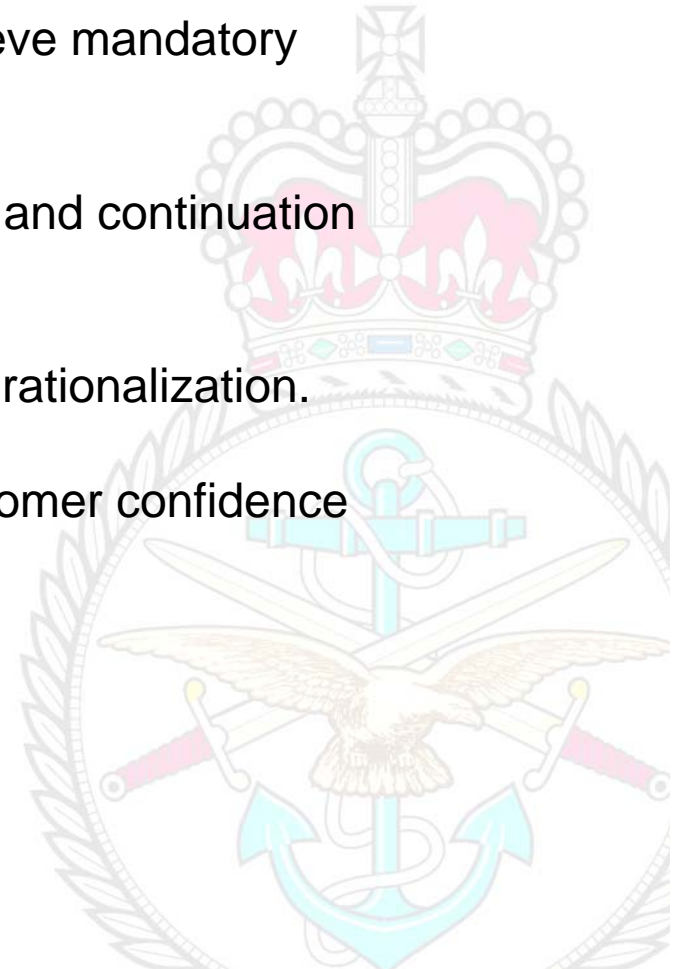 eve mandatory
and continuation
rationalization.
omer confidence